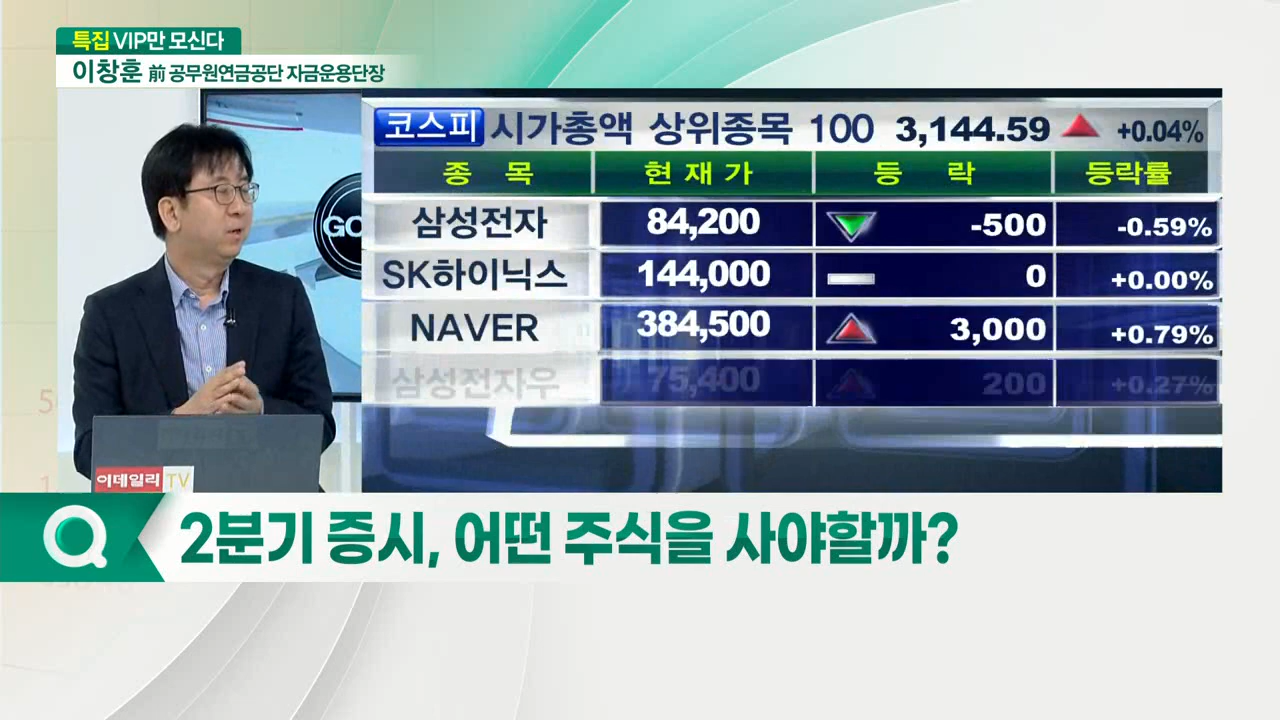 특집 VIP만 모신다
이창훈 前 공무원연금공단 자금운용단장
GO
코스피 시가총액 상위종목 100 3,144.59 ▲ +0.04%
종 목 현 재 가 등 락 등락률
삼성전자 84,200 ▼ -500 -0.59%
SK하이닉스 144,000 0 +0.00%
NAVER 384,500 ▲ 3,000 +0.79%
삼성전자우 75,400 ▲ 200 +0.27%
이데일리 TV
Q 2분기 증시, 어떤 주식을 사야할까?